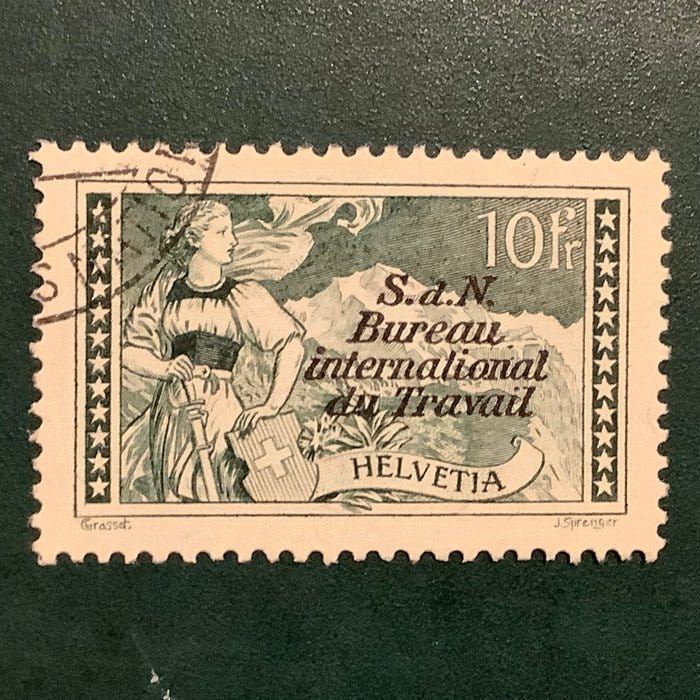 10Fr
S.d.N.
Bureau
international
du Travail
HELVETIA
Grasset.
J. Sprenger